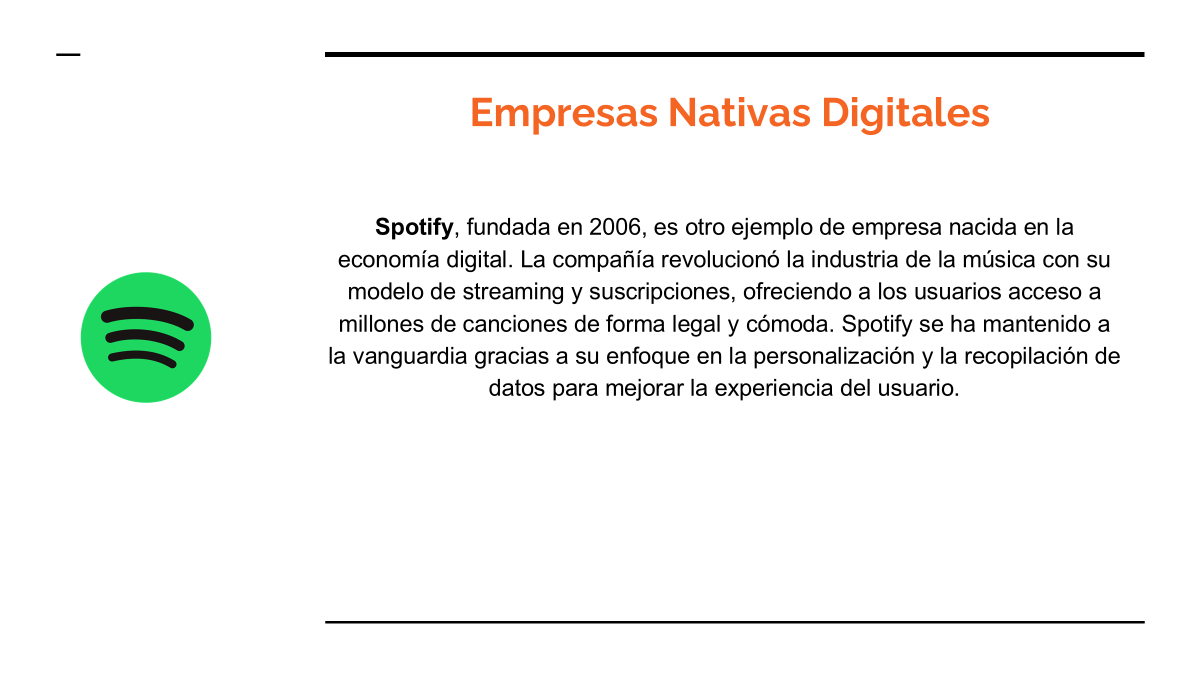 Empresas Nativas Digitales
Spotify, fundada en 2006, es otro ejemplo de empresa nacida en la
economía digital. La compañía revolucionó la industria de la música con su
modelo de streaming y suscripciones, ofreciendo a los usuarios acceso a
millones de canciones de forma legal y cómoda. Spotify se ha mantenido a
la vanguardia gracias a su enfoque en la personalización y la recopilación de
datos para mejorar la experiencia del usuario.